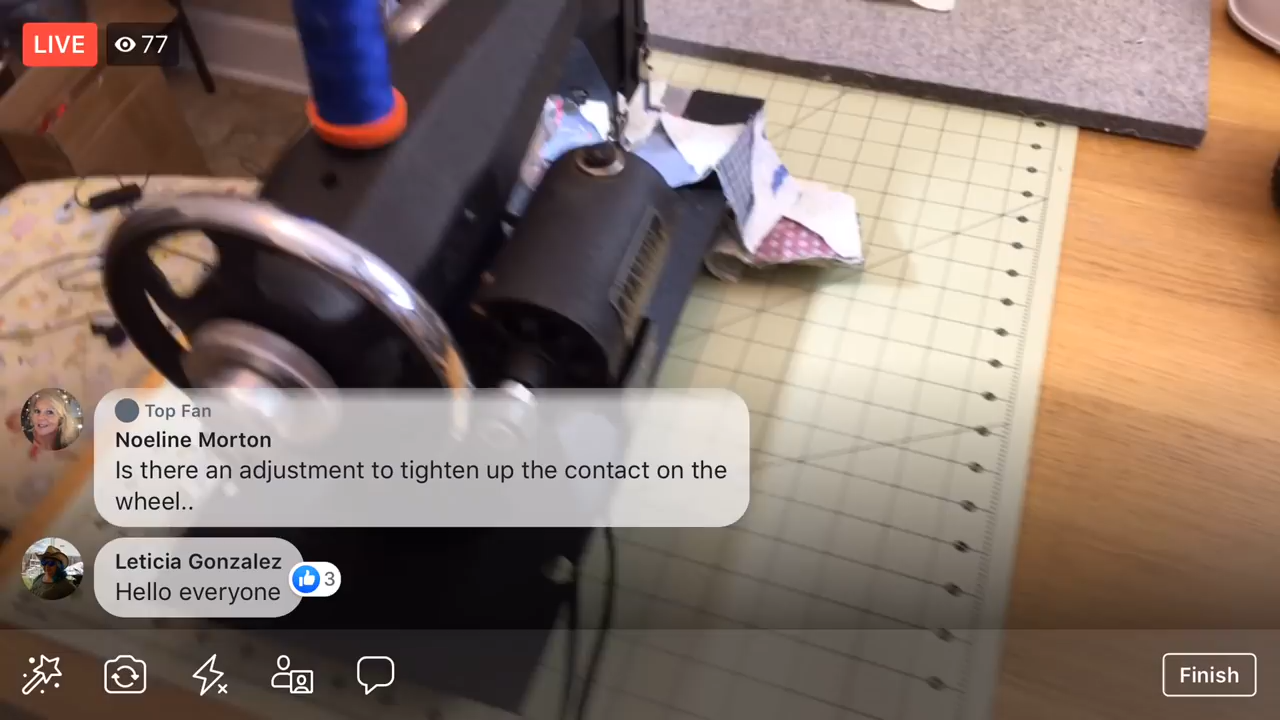 LIVE
77
Top Fan
Noeline Morton
Is there an adjustment to tighten up the contact on the
wheel..
Leticia Gonzalez
Hello everyone
3
Finish